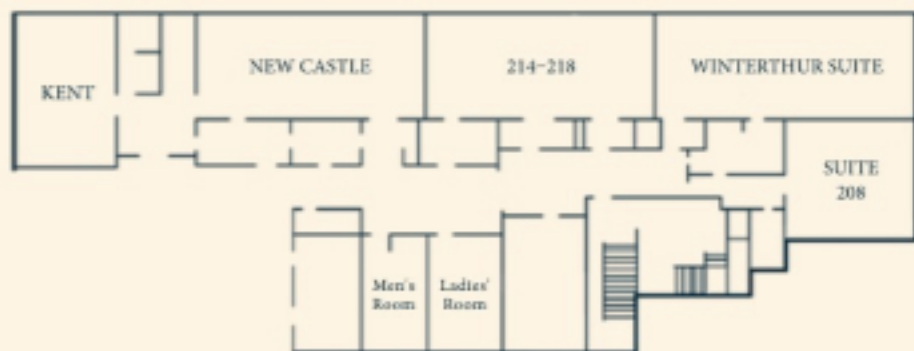 KENT
NEW CASTLE
214-218
WINTERTHUR SUITE
SUITE
208
Men's
Room
Ladies'
Room